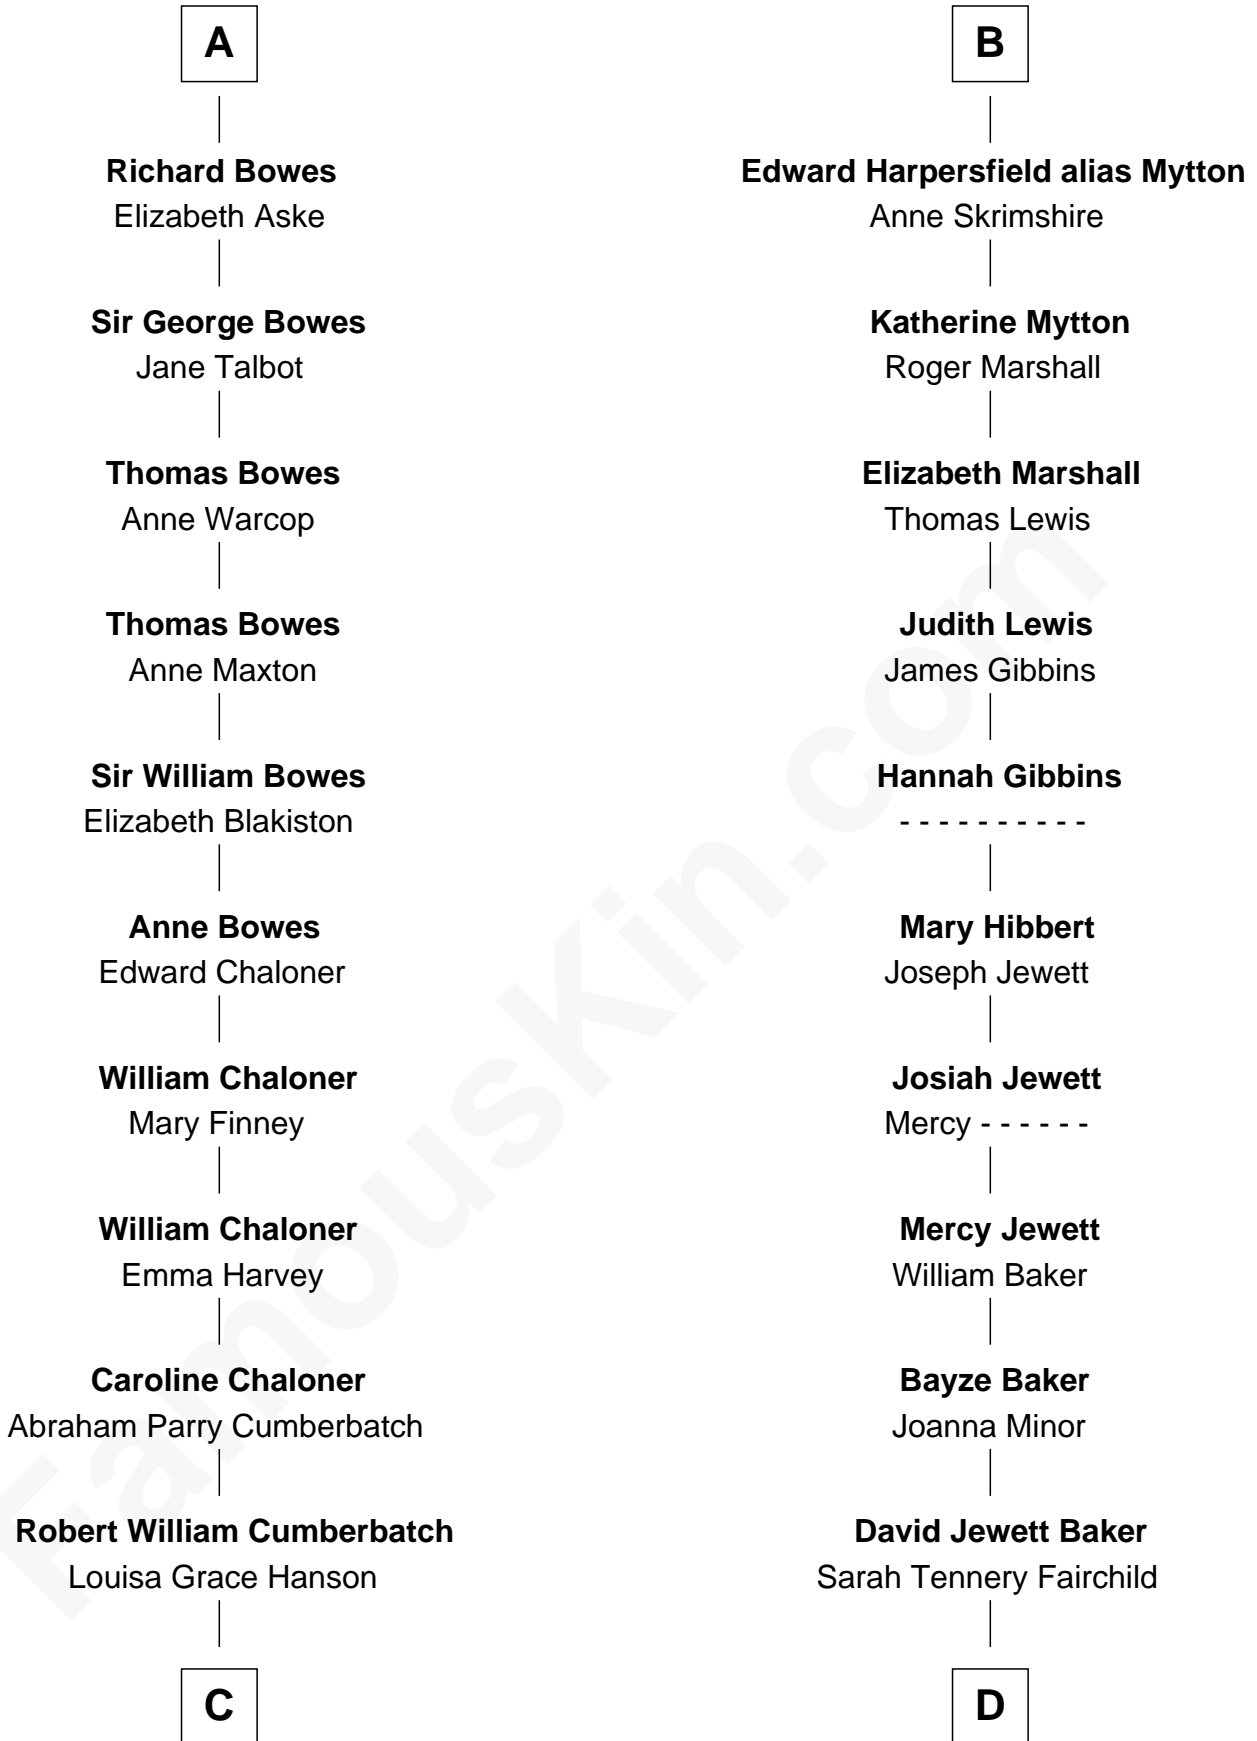 A
Richard Bowes
Elizabeth Aske
Sir George Bowes
Jane Talbot
Thomas Bowes
Anne Warcop
Thomas Bowes
Anne Maxton
Sir William Bowes
Elizabeth Blakiston
Anne Bowes
Edward Chaloner
William Chaloner
Mary Finney
William Chaloner
Emma Harvey
Caroline Chaloner
Abraham Parry Cumberbatch
Robert William Cumberbatch
Louisa Grace Hanson
C
B
Edward Harpersfield alias Mytton
Anne Skrimshire
Katherine Mytton
Roger Marshall
Elizabeth Marshall
Thomas Lewis
Judith Lewis
James Gibbins
Hannah Gibbins
- - - - - - - - - -
Mary Hibbert
Joseph Jewett
Josiah Jewett
Mercy - - - - - -
Mercy Jewett
William Baker
Bayze Baker
Joanna Minor
David Jewett Baker
Sarah Tennery Fairchild
D
FamousKin.com